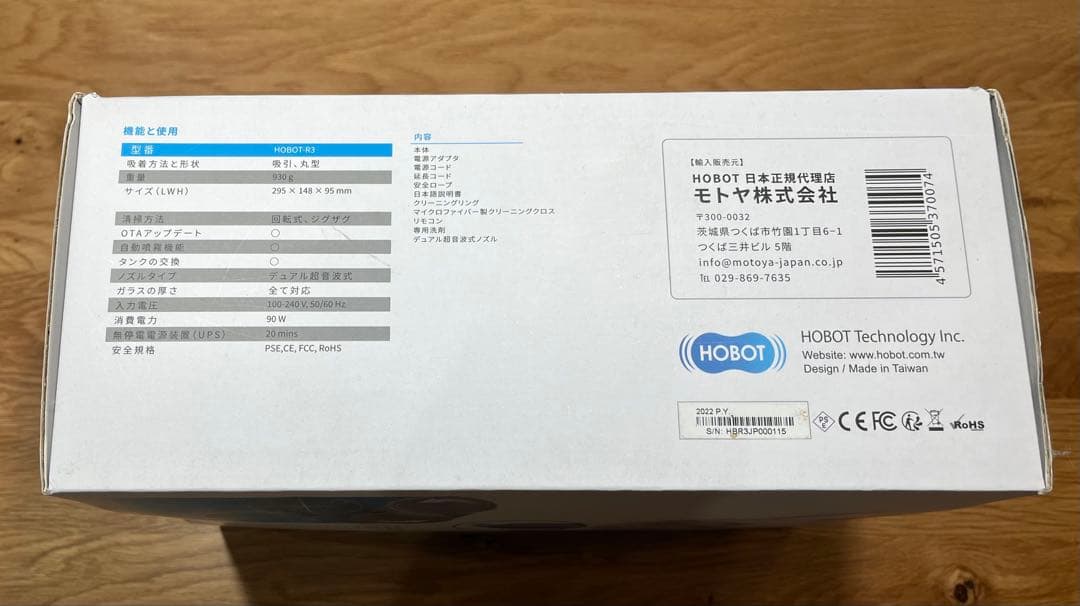 機能と使用
型番 HOBOT-R3
吸着方法と形状 吸引、丸型
重量 930 g
サイズ(LWH) 295 × 148 × 95 mm
清掃方法 回転式、ジグザグ
OTAアップデート 〇
自動噴霧機能 〇
タンクの交換 〇
ノズルタイプ デュアル超音波式
ガラスの厚さ 全て対応
入力電圧 100-240 V, 50/60 Hz
消費電力 90 W
無停電電源装置(UPS) 20 mins
安全規格 PSE,CE, FCC, RoHS
内容
本体
電源アダプタ
電源コード
延長コード
安全ロープ
日本語説明書
クリーニングリング
マイクロファイバー製クリーニングクロス
リモコン
専用洗剤
デュアル超音波式ノズル
【輸入販売元】
HOBOT 日本正規代理店
モトヤ株式会社
〒300-0032
茨城県つくば市竹園1丁目6−1
つくば三井ビル 5階
info@motoya-japan.co.jp
℡ 029-869-7635
4571505370074
HOBOT
HOBOT Technology Inc.
Website: www.hobot.com.tw
Design / Made in Taiwan
2022 P.Y.
S/N: HBR3JP000115
PSE CE FC RoHS